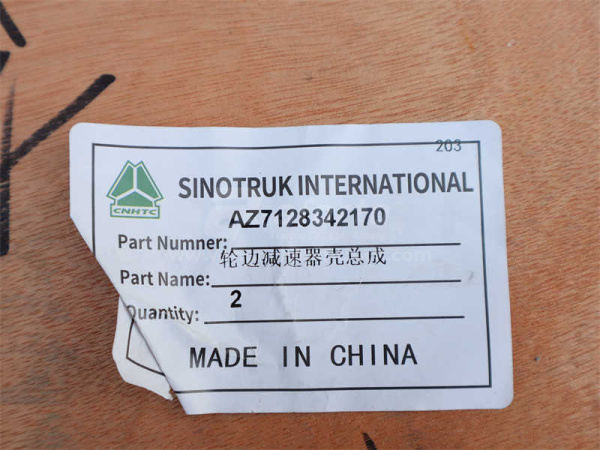 203
SINOTRUK INTERNATIONAL
CNHTC
AZ7128342170
Part Numner:
轮边减速器壳总成
Part Name:
2
Quantity:
MADE IN CHINA